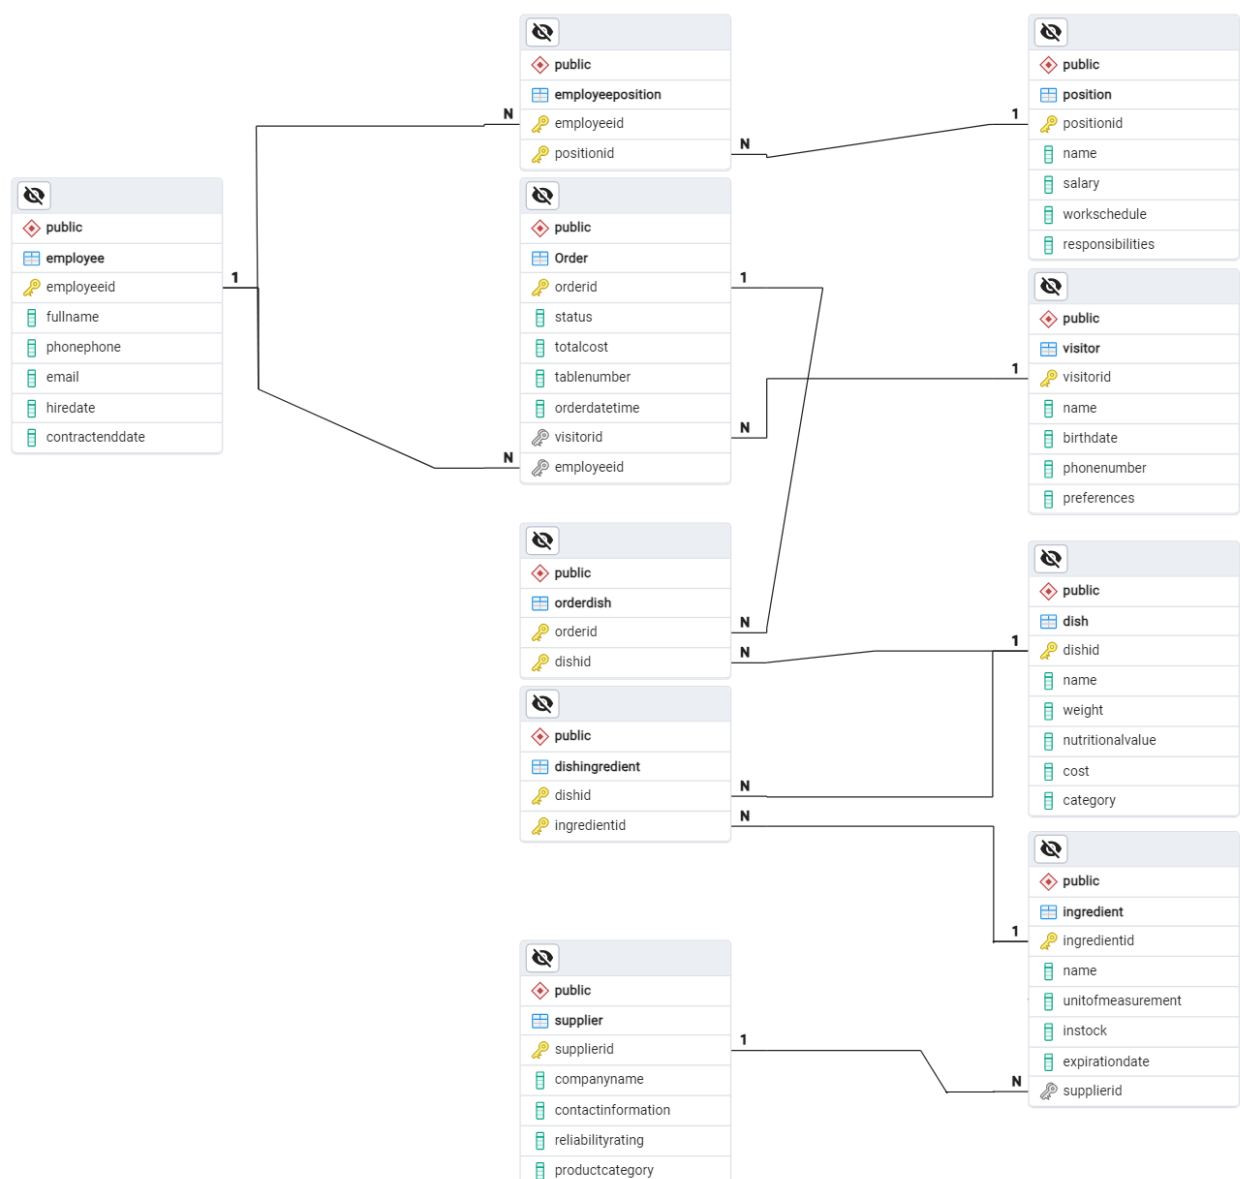 public
employeeposition
employeeid
positionid
N
N
public
position
positionid
name
salary
workschedule
responsibilities
1
public
employee
employeeid
fullname
phonephone
email
hiredate
contractenddate
1
public
Order
orderid
status
totalcost
tablenumber
orderdatetime
visitorid
employeeid
1
N
N
public
visitor
visitorid
name
birthdate
phonenumber
preferences
1
public
orderdish
orderid
dishid
N
N
public
dish
dishid
name
weight
nutritionalvalue
cost
category
1
public
dishingredient
dishid
ingredientid
N
N
public
ingredient
ingredientid
name
unitofmeasurement
instock
expirationdate
supplierid
1
N
public
supplier
supplierid
companyname
contactinformation
reliabilityrating
productcategory
1